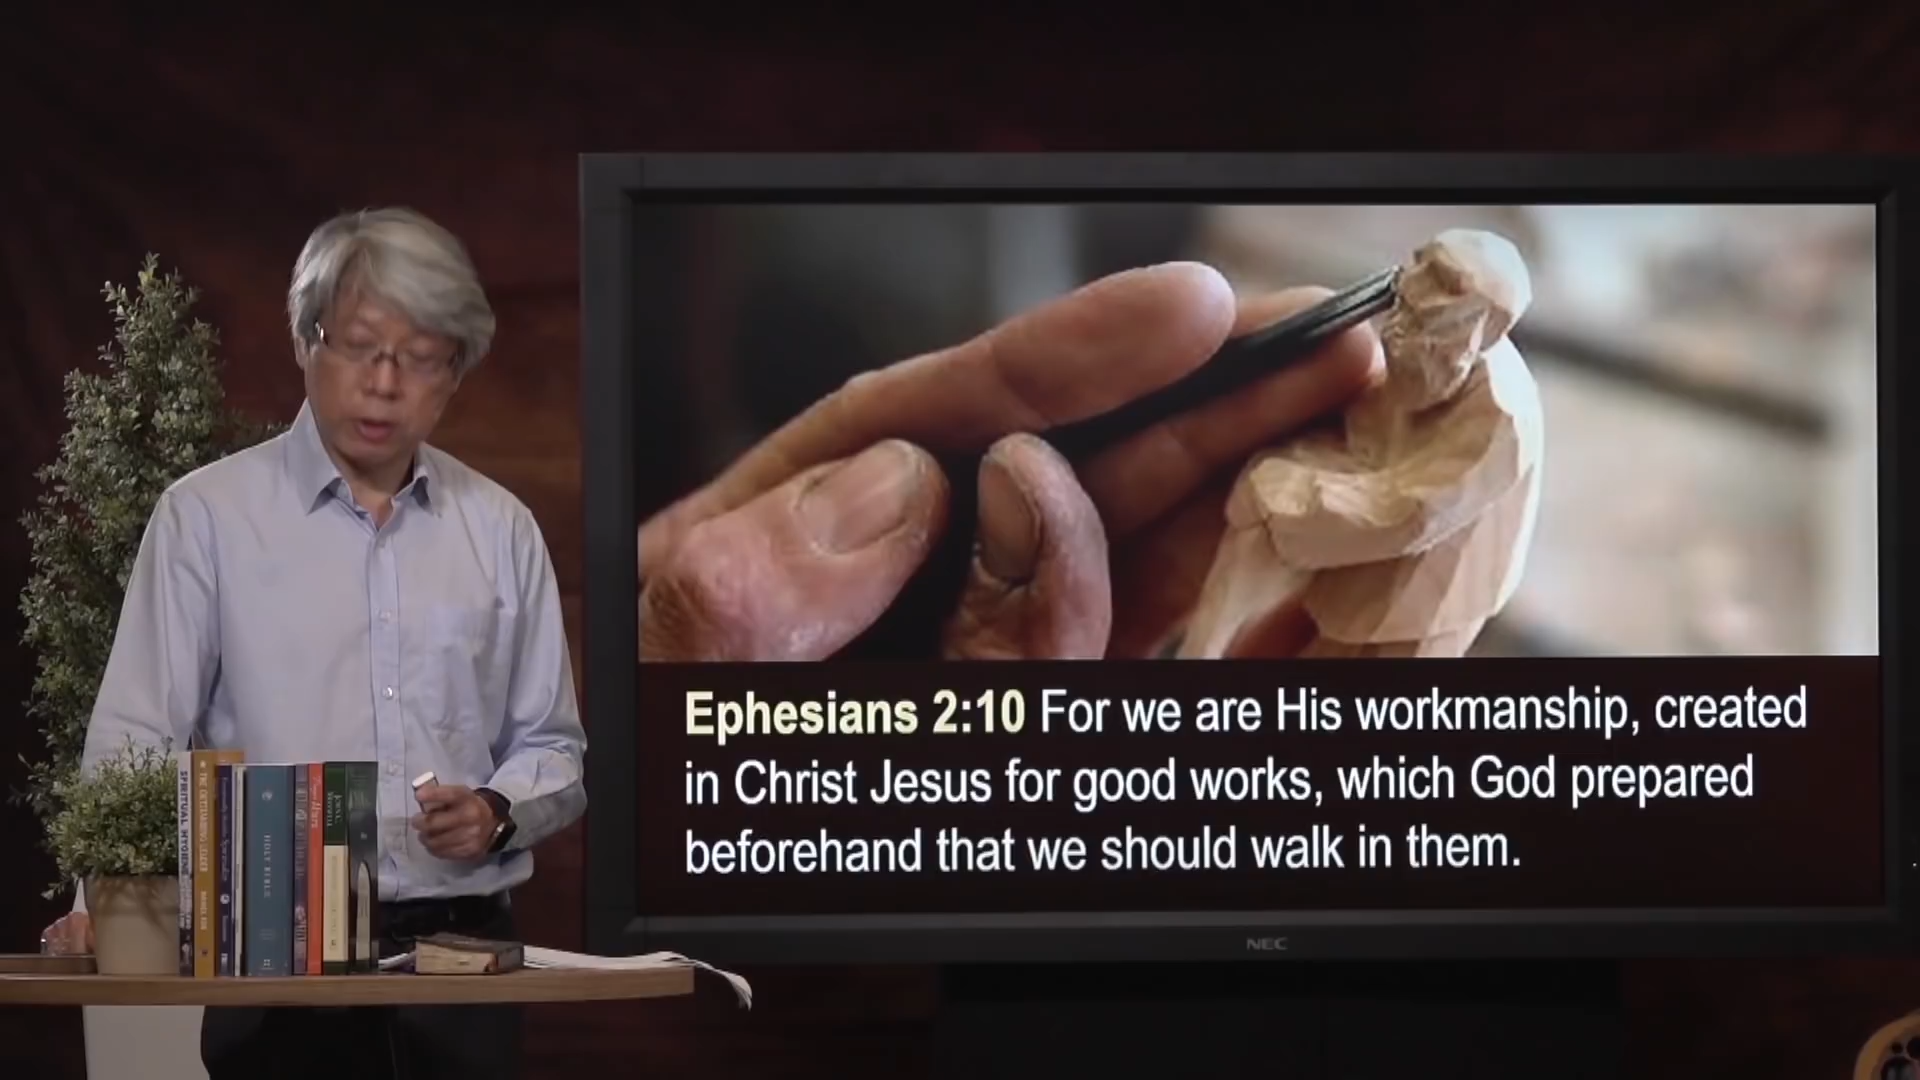 Ephesians 2:10 For we are His workmanship, created
in Christ Jesus for good works, which God prepared
beforehand that we should walk in them.
NEC
SPIRITUAL HYGIENE
HOLY BIBLE